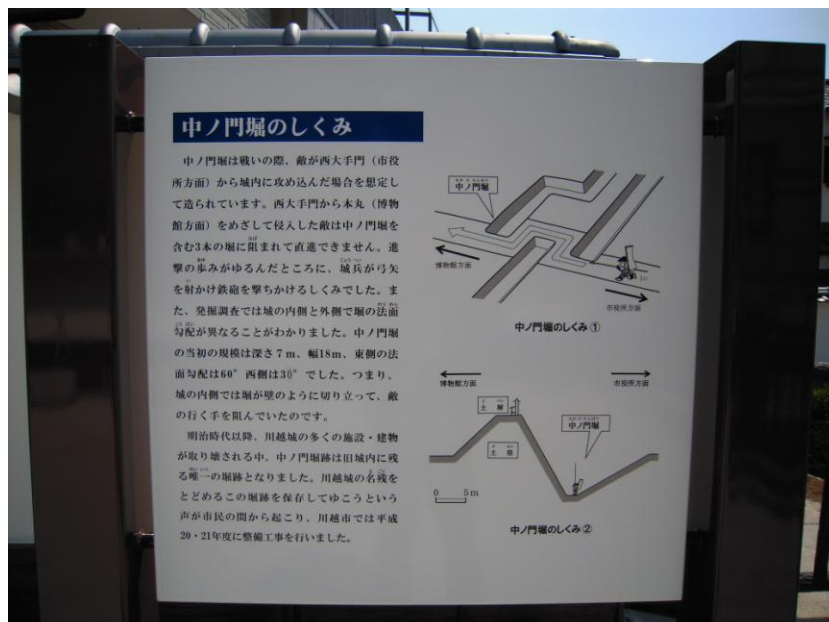 中ノ門堀のしくみ
中ノ門堀は戦いの際、敵が西大手門（市役
所方面）から城内に攻め込んだ場合を想定し
て造られています。西大手門から本丸（博物
館方面）をめざして侵入した敵は中ノ門堀を
含む3本の堀に阻まれて直進できません。進
撃の歩みがゆるんだところに、城兵が弓矢
を射かけ鉄砲を撃ちかけるしくみでした。ま
た、発掘調査では城の内側と外側で堀の法面
勾配が異なることがわかりました。中ノ門堀
の当初の規模は深さ7m、幅18m、東側の法
面勾配は60°西側は30°でした。つまり、
城の内側では堀が壁のように切り立って、敵
の行く手を阻んでいたのです。
明治時代以降、川越城の多くの施設・建物
が取り壊される中、中ノ門堀跡は旧城内に残
る唯一の堀跡となりました。川越城の名残を
とどめるこの堀跡を保存してゆこうという
声が市民の間から起こり、川越市では平成
20・21年度に整備工事を行いました。
中ノ門堀
博物館方面
市役所方面
中ノ門堀のしくみ①
博物館方面
市役所方面
土塀
中ノ門堀
土塁
0 5m
中ノ門堀のしくみ②